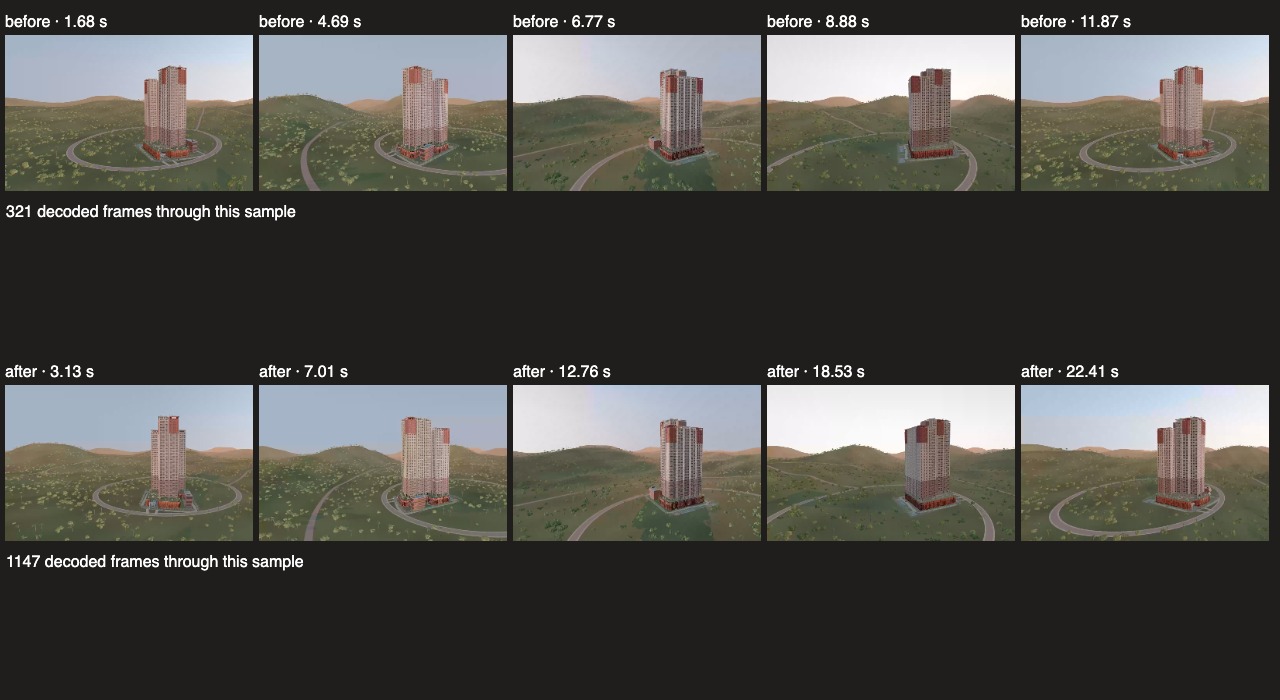 before · 1.68 s
before · 4.69 s
before · 6.77 s
before · 8.88 s
before · 11.87 s
321 decoded frames through this sample
after · 3.13 s
after · 7.01 s
after · 12.76 s
after · 18.53 s
after · 22.41 s
1147 decoded frames through this sample